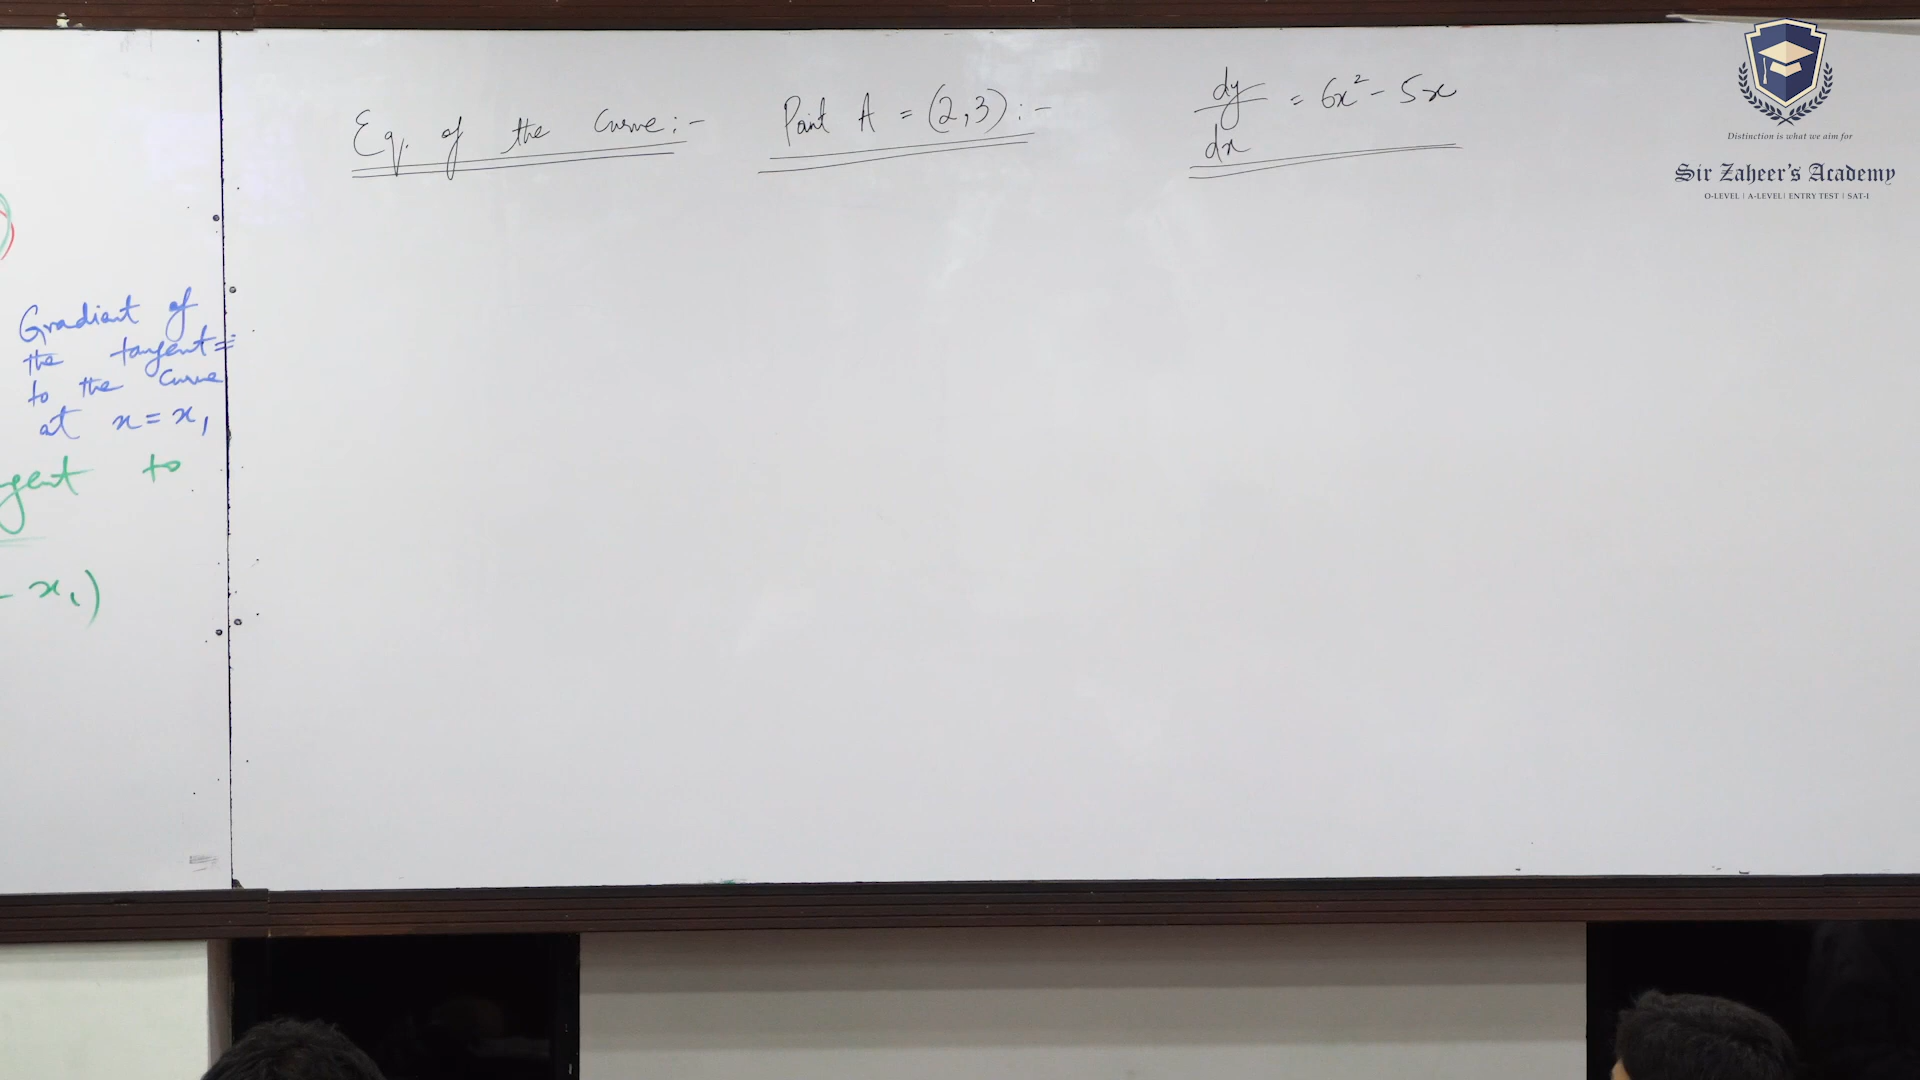 Eq. of the Curve:-
Point A = (2,3):-
dy/dx = 6x² - 5x
Distinction is what we aim for
Sir Zaheer's Academy
O-LEVEL | A-LEVEL | ENTRY TEST | SAT-I
Gradient of
the tangent =
to the curve
at x = x₁
gent to
- x₁)